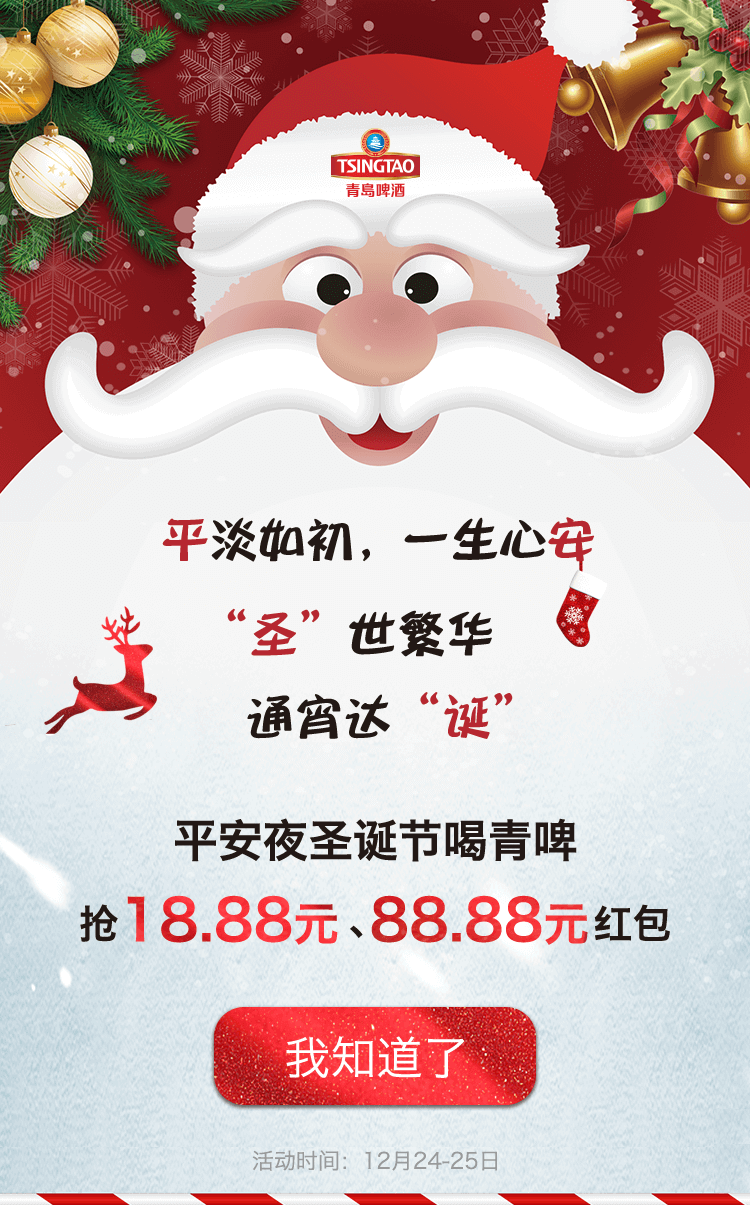 TSINGTAO
青島啤酒
平淡如初，一生心安
“圣”世繁华
通宵达“诞”
平安夜圣诞节喝青啤
抢18.88元、88.88元红包
我知道了
活动时间：12月24-25日